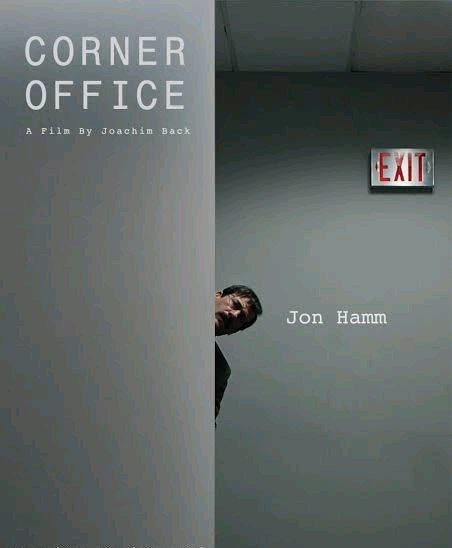 CORNER
OFFICE
A Film By Joachim Back
EXIT
Jon Hamm